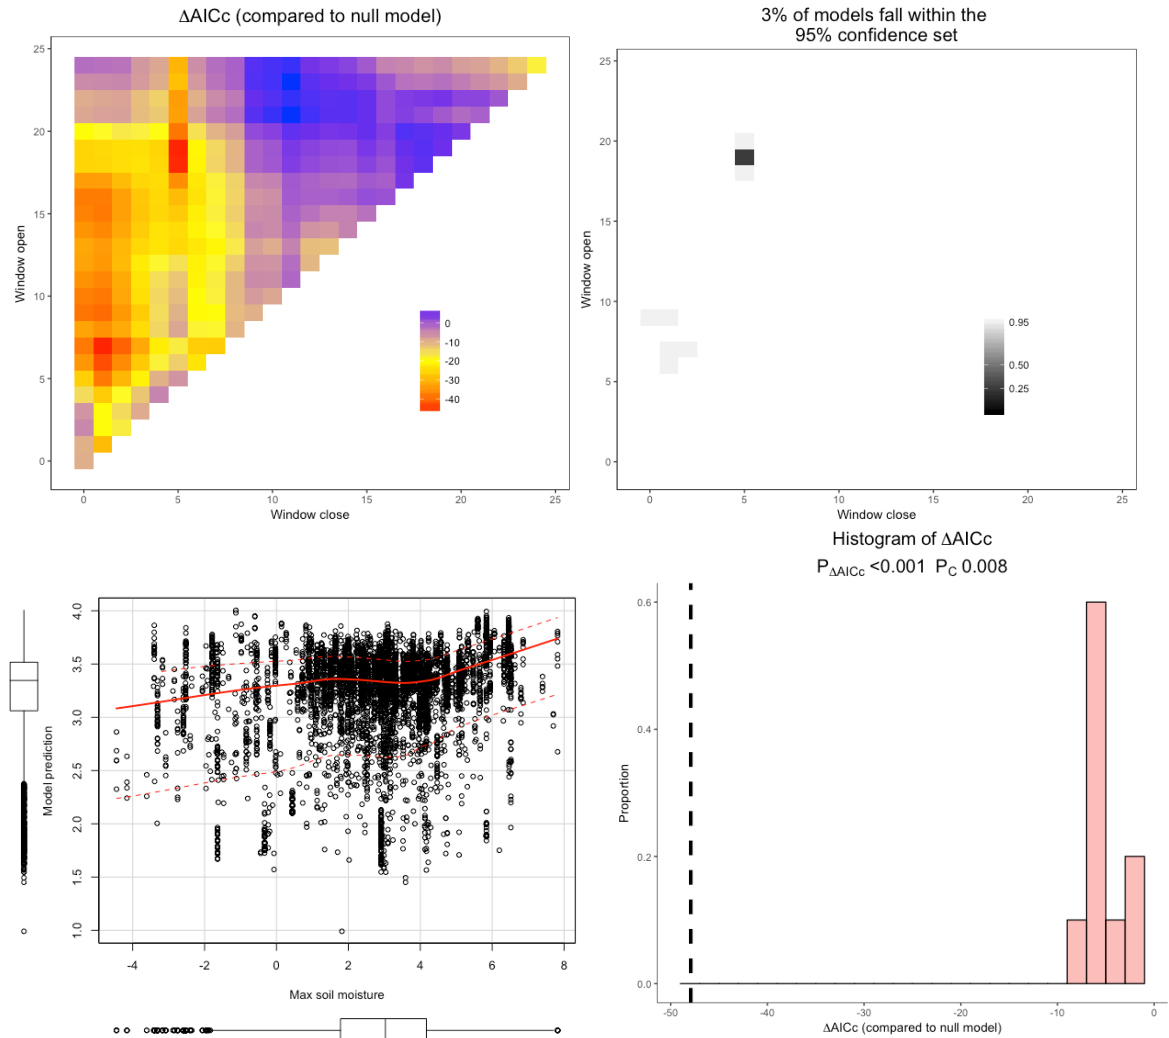 ΔAICc (compared to null model)
25
20
15
10
5
0
Window open
0
-10
-20
-30
-40
0 5 10 15 20 25
Window close
3% of models fall within the
95% confidence set
25
20
15
10
5
0
Window open
0.95
0.50
0.25
0 5 10 15 20 25
Window close
4.0
3.5
3.0
2.5
2.0
1.5
1.0
Model prediction
-4 -2 0 2 4 6 8
Max soil moisture
Histogram of ΔAICc
PΔAICc <0.001 PC 0.008
0.6
0.4
0.2
0.0
Proportion
-50 -40 -30 -20 -10 0
ΔAICc (compared to null model)